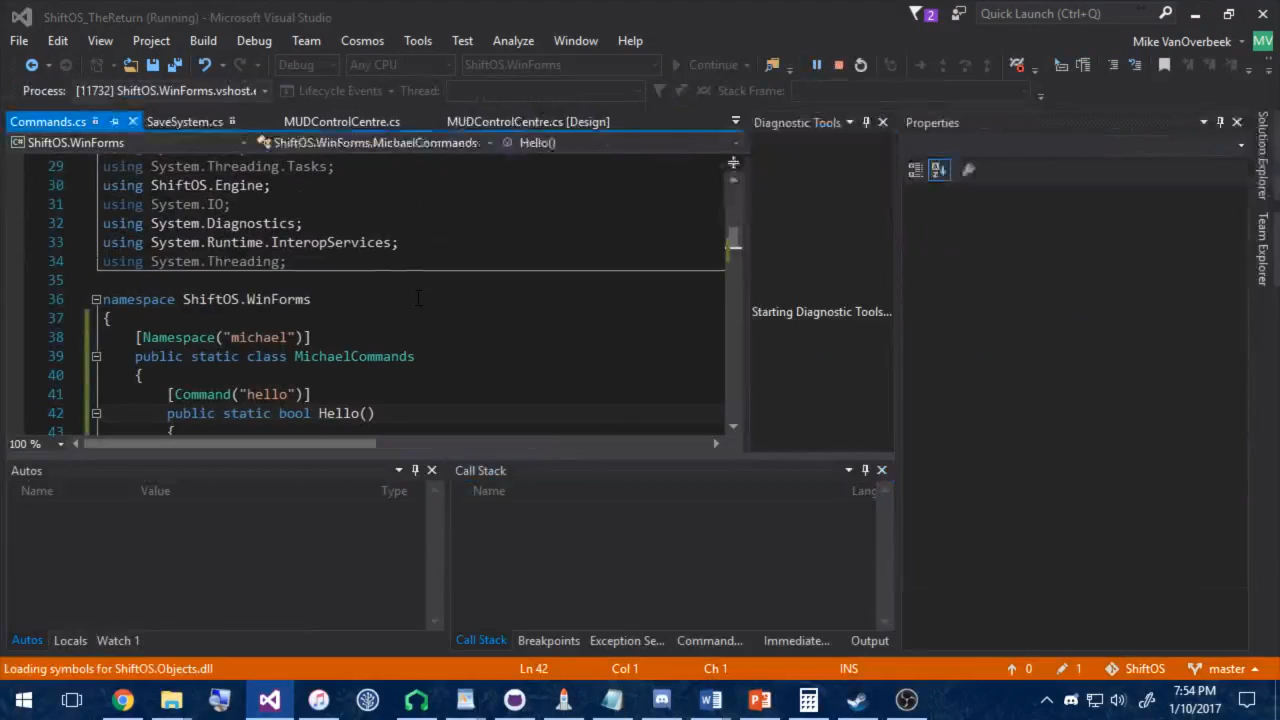 ShiftOS_TheReturn (Running) - Microsoft Visual Studio
2
Quick Launch (Ctrl+Q)
File Edit View Project Build Debug Team Cosmos Tools Test Analyze Window Help
Mike VanOverbeek
MV
Debug Any CPU ShiftOS.WinForms Continue
Process: [11732] ShiftOS.WinForms.vshost.e Lifecycle Events Thread: Stack Frame:
Commands.cs SaveSystem.cs MUDControlCentre.cs MUDControlCentre.cs [Design]
Diagnostic Tools
Properties
Solution Explorer
Team Explorer
ShiftOS.WinForms ShiftOS.WinForms.MichaelCommands Hello()
29 using System.Threading.Tasks;
30 using ShiftOS.Engine;
31 using System.IO;
32 using System.Diagnostics;
33 using System.Runtime.InteropServices;
34 using System.Threading;
35
36 namespace ShiftOS.WinForms
37 {
38 [Namespace("michael")]
39 public static class MichaelCommands
40 {
41 [Command("hello")]
42 public static bool Hello()
43 {
Starting Diagnostic Tools...
100 %
Autos
Name Value Type
Call Stack
Name Lang
Autos Locals Watch 1
Call Stack Breakpoints Exception Se... Command... Immediate... Output
Loading symbols for ShiftOS.Objects.dll Ln 42 Col 1 Ch 1 INS 0 1 ShiftOS master
7:54 PM
1/10/2017